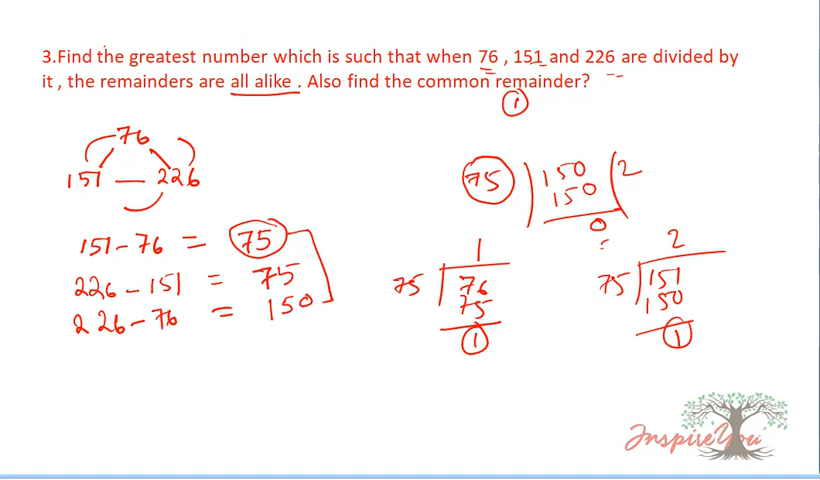 3.Find the greatest number which is such that when 76 , 151 and 226 are divided by
it , the remainders are all alike . Also find the common remainder?
1
76
151 — 226
151 - 76 = 75
226 - 151 = 75
226 - 76 = 150
75 ) 150 ( 2
150
0
1
75 76
75
1
2
75 151
150
1
InspireYou